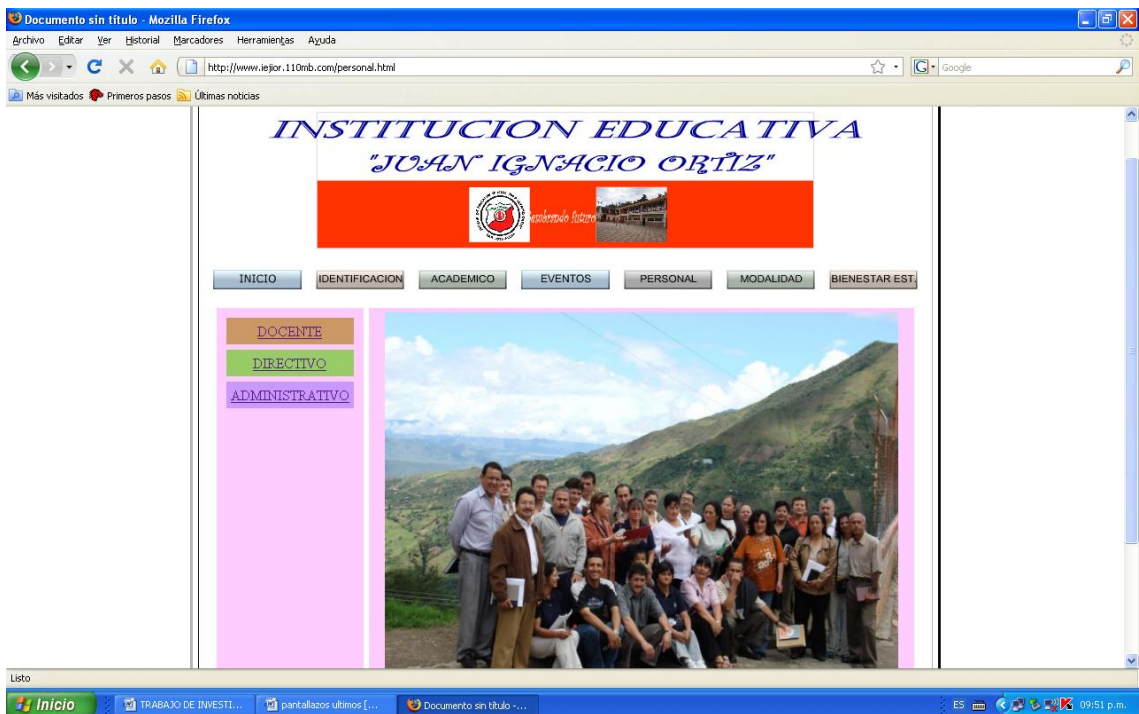 Documento sin título - Mozilla Firefox
Archivo Editar Ver Historial Marcadores Herramientas Ayuda
http://www.iejior.110mb.com/personal.html
Google
Más visitados Primeros pasos Últimas noticias
INSTITUCION EDUCATIVA
"JUAN IGNACIO ORTIZ"
sembrando futuro
INICIO IDENTIFICACION ACADEMICO EVENTOS PERSONAL MODALIDAD BIENESTAR EST.
DOCENTE
DIRECTIVO
ADMINISTRATIVO
Listo
Inicio TRABAJO DE INVESTI... pantallazos ultimos [... Documento sin título -... ES 09:51 p.m.